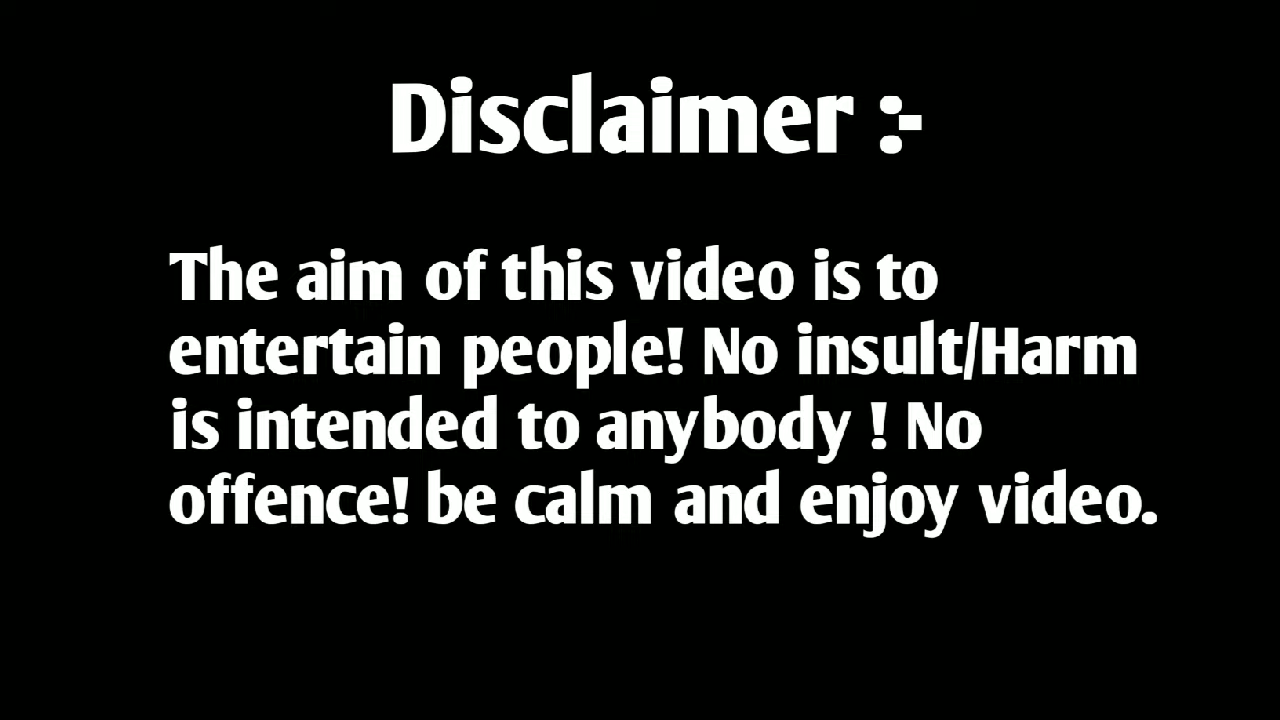 Disclaimer :-
The aim of this video is to
entertain people! No insult/Harm
is intended to anybody ! No
offence! be calm and enjoy video.